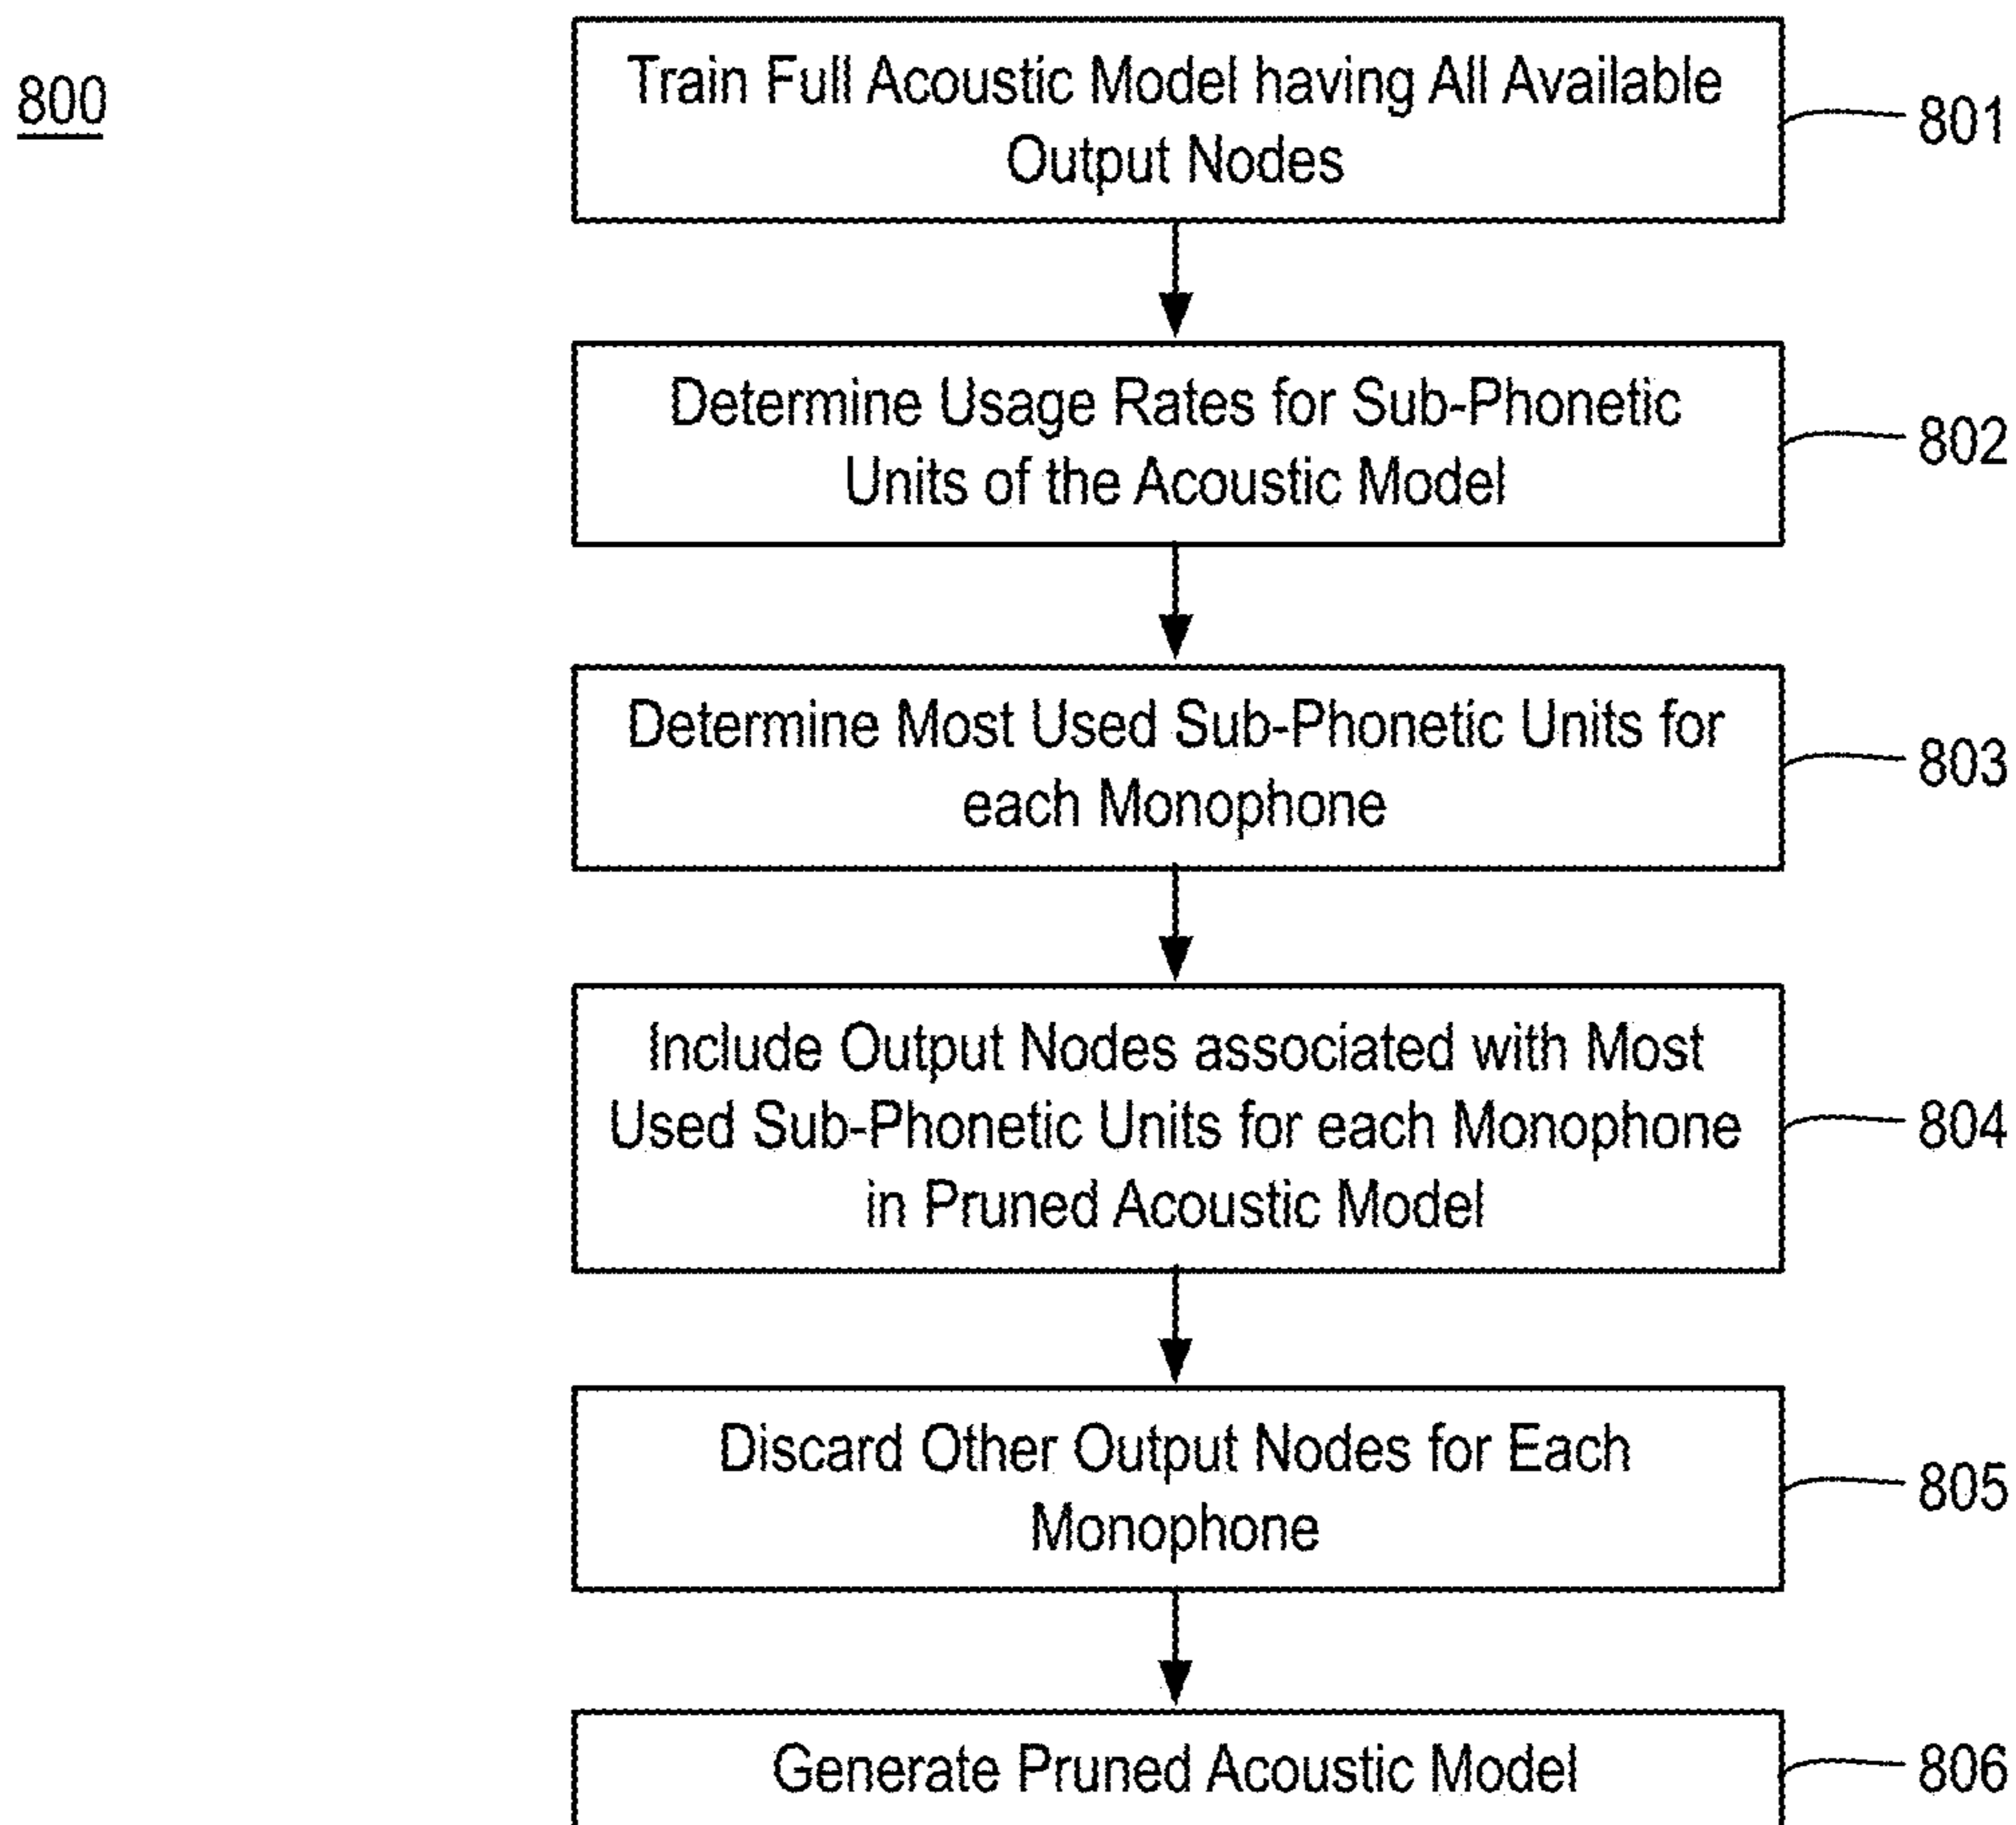 800
Train Full Acoustic Model having All Available
Output Nodes
801
Determine Usage Rates for Sub-Phonetic
Units of the Acoustic Model
802
Determine Most Used Sub-Phonetic Units for
each Monophone
803
Include Output Nodes associated with Most
Used Sub-Phonetic Units for each Monophone
in Pruned Acoustic Model
804
Discard Other Output Nodes for Each
Monophone
805
Generate Pruned Acoustic Model
806